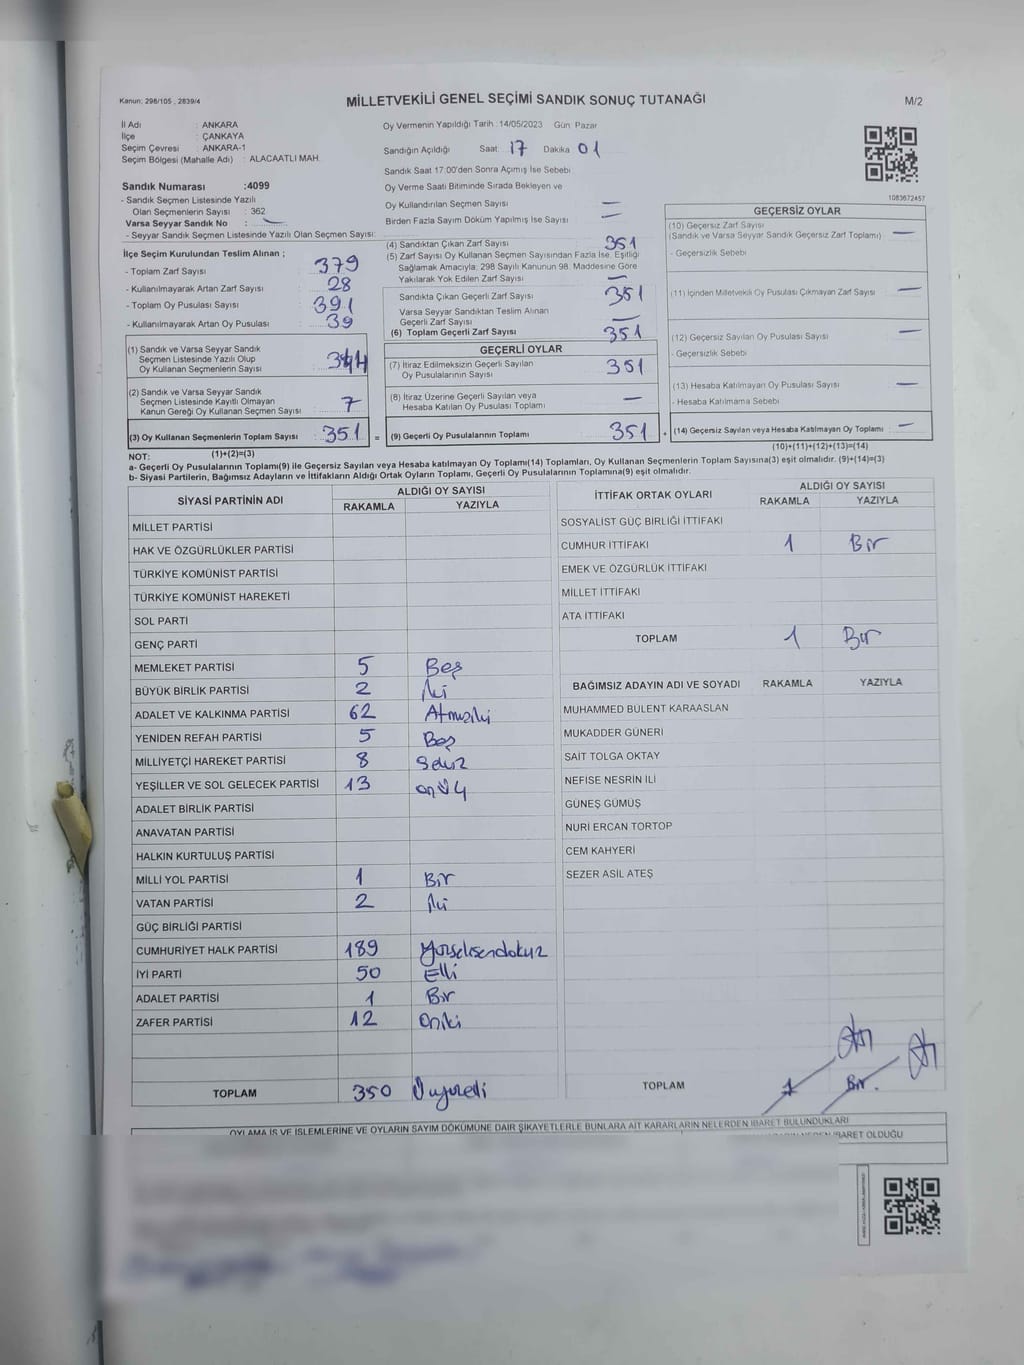 Kanun: 298/105 , 2839/4
MİLLETVEKİLİ GENEL SEÇİMİ SANDIK SONUÇ TUTANAĞI
M/2
İl Adı : ANKARA
İlçe : ÇANKAYA
Seçim Çevresi : ANKARA-1
Seçim Bölgesi (Mahalle Adı) : ALACAATLI MAH.
Sandık Numarası :4099
- Sandık Seçmen Listesinde Yazılı
Olan Seçmenlerin Sayısı : 362
Varsa Seyyar Sandık No : —
- Seyyar Sandık Seçmen Listesinde Yazılı Olan Seçmen Sayısı:
Oy Vermenin Yapıldığı Tarih :14/05/2023 Gün: Pazar
Sandığın Açıldığı Saat: 17 Dakika 01
Sandık Saat 17:00'den Sonra Açımış İse Sebebi
Oy Verme Saati Bitiminde Sırada Bekleyen ve
Oy Kullandırılan Seçmen Sayısı —
Birden Fazla Sayım Döküm Yapılmış İse Sayısı —
1083672457
İlçe Seçim Kurulundan Teslim Alınan ;
- Toplam Zarf Sayısı 379
- Kullanılmayarak Artan Zarf Sayısı 28
- Toplam Oy Pusulası Sayısı 391
- Kullanılmayarak Artan Oy Pusulası 39
(1) Sandık ve Varsa Seyyar Sandık
Seçmen Listesinde Yazılı Olup
Oy Kullanan Seçmenlerin Sayısı 344
(2) Sandık ve Varsa Seyyar Sandık
Seçmen Listesinde Kayıtlı Olmayan
Kanun Gereği Oy Kullanan Seçmen Sayısı 7
(3) Oy Kullanan Seçmenlerin Toplam Sayısı 351 =
(1)+(2)=(3)
(4) Sandıktan Çıkan Zarf Sayısı 351
(5) Zarf Sayısı Oy Kullanan Seçmen Sayısından Fazla İse, Eşitliği
Sağlamak Amacıyla, 298 Sayılı Kanunun 98. Maddesine Göre
Yakılarak Yok Edilen Zarf Sayısı —
Sandıkta Çıkan Geçerli Zarf Sayısı 351
Varsa Seyyar Sandıktan Teslim Alınan
Geçerli Zarf Sayısı —
(6) Toplam Geçerli Zarf Sayısı 351
GEÇERLİ OYLAR
(7) İtiraz Edilmeksizin Geçerli Sayılan
Oy Pusulalarının Sayısı 351
(8) İtiraz Üzerine Geçerli Sayılan veya
Hesaba Katılan Oy Pusulası Toplamı —
(9) Geçerli Oy Pusulalarının Toplamı 351 +
GEÇERSİZ OYLAR
(10) Geçersiz Zarf Sayısı
(Sandık ve Varsa Seyyar Sandık Geçersiz Zarf Toplamı) —
- Geçersizlik Sebebi
(11) İçinden Milletvekili Oy Pusulası Çıkmayan Zarf Sayısı —
(12) Geçersiz Sayılan Oy Pusulası Sayısı —
- Geçersizlik Sebebi
(13) Hesaba Katılmayan Oy Pusulası Sayısı —
- Hesaba Katılmama Sebebi
(14) Geçersiz Sayılan veya Hesaba Katılmayan Oy Toplamı —
(10)+(11)+(12)+(13)=(14)
NOT:
a- Geçerli Oy Pusulalarının Toplamı(9) ile Geçersiz Sayılan veya Hesaba katılmayan Oy Toplamı(14) Toplamları, Oy Kullanan Seçmenlerin Toplam Sayısına(3) eşit olmalıdır. (9)+(14)=(3)
b- Siyasi Partilerin, Bağımsız Adayların ve İttifakların Aldığı Ortak Oyların Toplamı, Geçerli Oy Pusulalarının Toplamına(9) eşit olmalıdır.
SİYASİ PARTİNİN ADI
ALDIĞI OY SAYISI
RAKAMLA YAZIYLA
MİLLET PARTİSİ
HAK VE ÖZGÜRLÜKLER PARTİSİ
TÜRKİYE KOMÜNİST PARTİSİ
TÜRKİYE KOMÜNİST HAREKETİ
SOL PARTİ
GENÇ PARTİ
MEMLEKET PARTİSİ 5 Beş
BÜYÜK BİRLİK PARTİSİ 2 İki
ADALET VE KALKINMA PARTİSİ 62 Atmışiki
YENİDEN REFAH PARTİSİ 5 Beş
MİLLİYETÇİ HAREKET PARTİSİ 8 Sekiz
YEŞİLLER VE SOL GELECEK PARTİSİ 13 onüç
ADALET BİRLİK PARTİSİ
ANAVATAN PARTİSİ
HALKIN KURTULUŞ PARTİSİ
MİLLİ YOL PARTİSİ 1 Bir
VATAN PARTİSİ 2 İki
GÜÇ BİRLİĞİ PARTİSİ
CUMHURİYET HALK PARTİSİ 189 Yüzseksendokuz
İYİ PARTİ 50 Elli
ADALET PARTİSİ 1 Bir
ZAFER PARTİSİ 12 Oniki
TOPLAM 350 Üçyüzelli
İTTİFAK ORTAK OYLARI
ALDIĞI OY SAYISI
RAKAMLA YAZIYLA
SOSYALİST GÜÇ BİRLİĞİ İTTİFAKI
CUMHUR İTTİFAKI 1 Bir
EMEK VE ÖZGÜRLÜK İTTİFAKI
MİLLET İTTİFAKI
ATA İTTİFAKI
TOPLAM 1 Bir
BAĞIMSIZ ADAYIN ADI VE SOYADI RAKAMLA YAZIYLA
MUHAMMED BÜLENT KARAASLAN
MUKADDER GÜNERİ
SAİT TOLGA OKTAY
NEFİSE NESRİN İLİ
GÜNEŞ GÜMÜŞ
NURİ ERCAN TORTOP
CEM KAHYERİ
SEZER ASİL ATEŞ
TOPLAM 1 Bir.
OYLAMA İŞ VE İŞLEMLERİNE VE OYLARIN SAYIM DÖKÜMÜNE DAİR ŞİKAYETLERLE BUNLARA AİT KARARLARIN NELERDEN İBARET BULUNDUKLARI
İBARET OLDUĞU